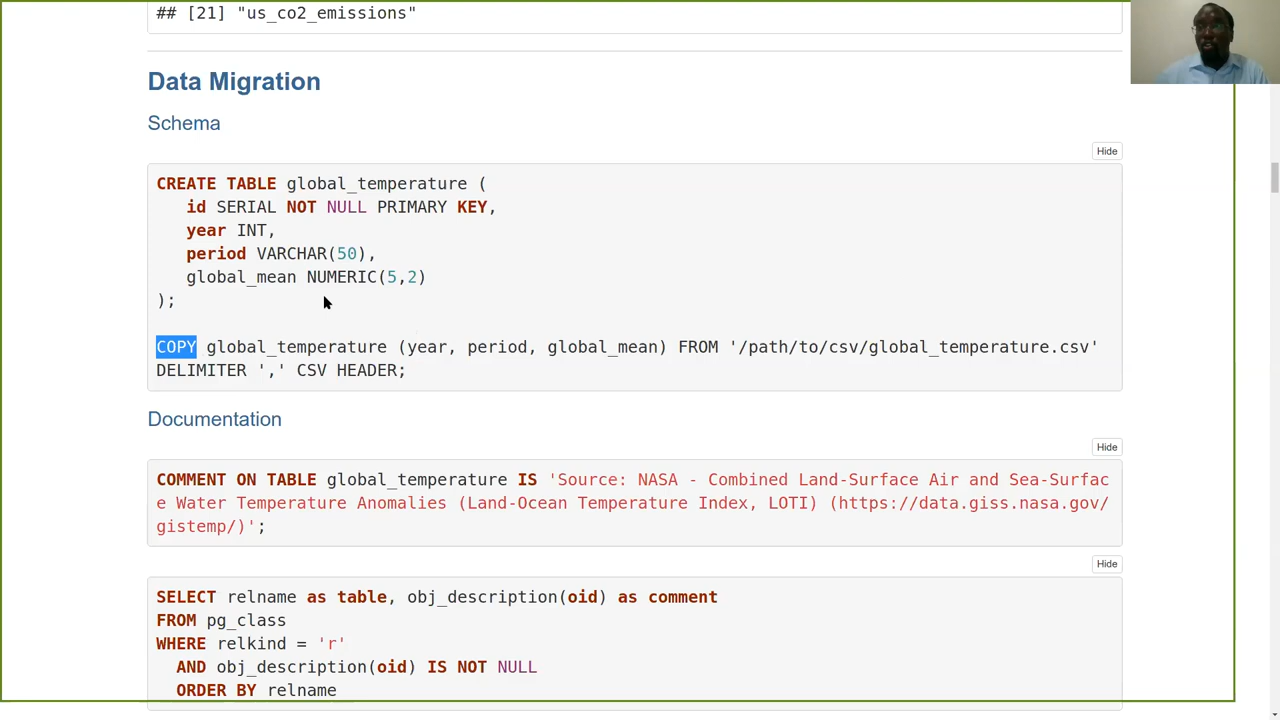 ## [21] "us_co2_emissions"
Data Migration
Schema
Hide
CREATE TABLE global_temperature (
id SERIAL NOT NULL PRIMARY KEY,
year INT,
period VARCHAR(50),
global_mean NUMERIC(5,2)
);
COPY global_temperature (year, period, global_mean) FROM '/path/to/csv/global_temperature.csv'
DELIMITER ',' CSV HEADER;
Documentation
Hide
COMMENT ON TABLE global_temperature IS 'Source: NASA - Combined Land-Surface Air and Sea-Surfac
e Water Temperature Anomalies (Land-Ocean Temperature Index, LOTI) (https://data.giss.nasa.gov/
gistemp/)';
Hide
SELECT relname as table, obj_description(oid) as comment
FROM pg_class
WHERE relkind = 'r'
AND obj_description(oid) IS NOT NULL
ORDER BY relname